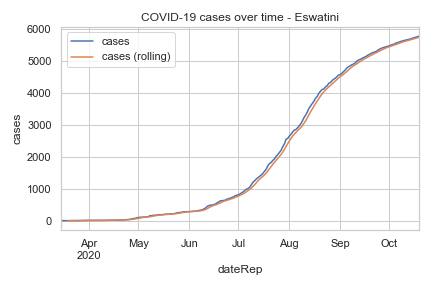 COVID-19 cases over time - Eswatini
cases
cases (rolling)
6000
5000
4000
3000
2000
1000
0
cases
Apr
2020
May
Jun
Jul
Aug
Sep
Oct
dateRep